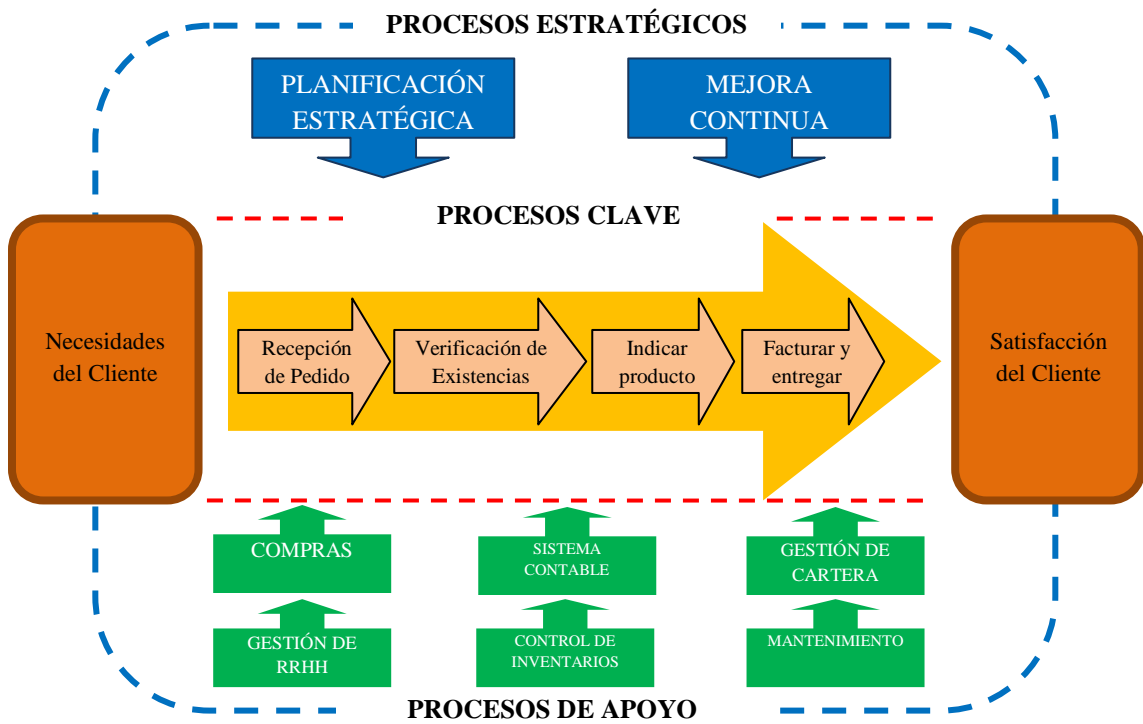 PROCESOS ESTRATÉGICOS
PLANIFICACIÓN
ESTRATÉGICA
MEJORA
CONTINUA
PROCESOS CLAVE
Necesidades
del Cliente
Recepción
de Pedido
Verificación de
Existencias
Indicar
producto
Facturar y
entregar
Satisfacción
del Cliente
COMPRAS
SISTEMA
CONTABLE
GESTIÓN DE
CARTERA
GESTIÓN DE
RRHH
CONTROL DE
INVENTARIOS
MANTENIMIENTO
PROCESOS DE APOYO